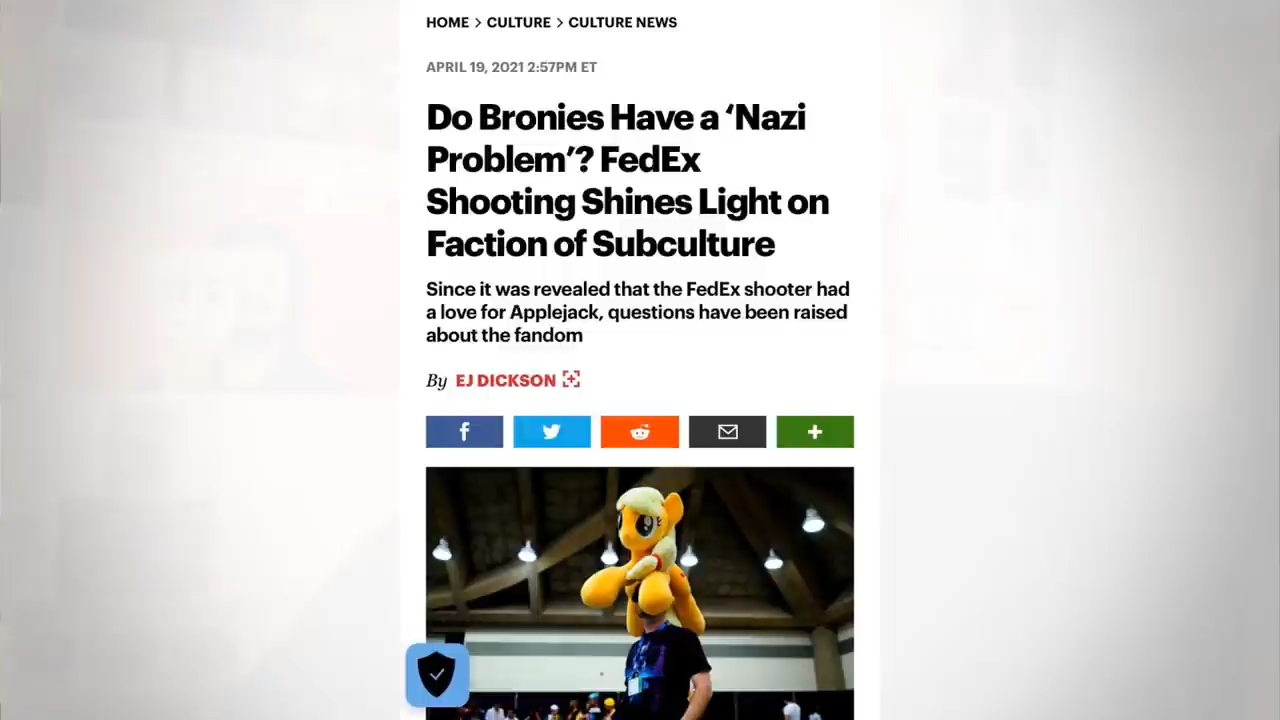 HOME > CULTURE > CULTURE NEWS
APRIL 19, 2021 2:57PM ET
Do Bronies Have a ‘Nazi
Problem’? FedEx
Shooting Shines Light on
Faction of Subculture
Since it was revealed that the FedEx shooter had
a love for Applejack, questions have been raised
about the fandom
By EJ DICKSON